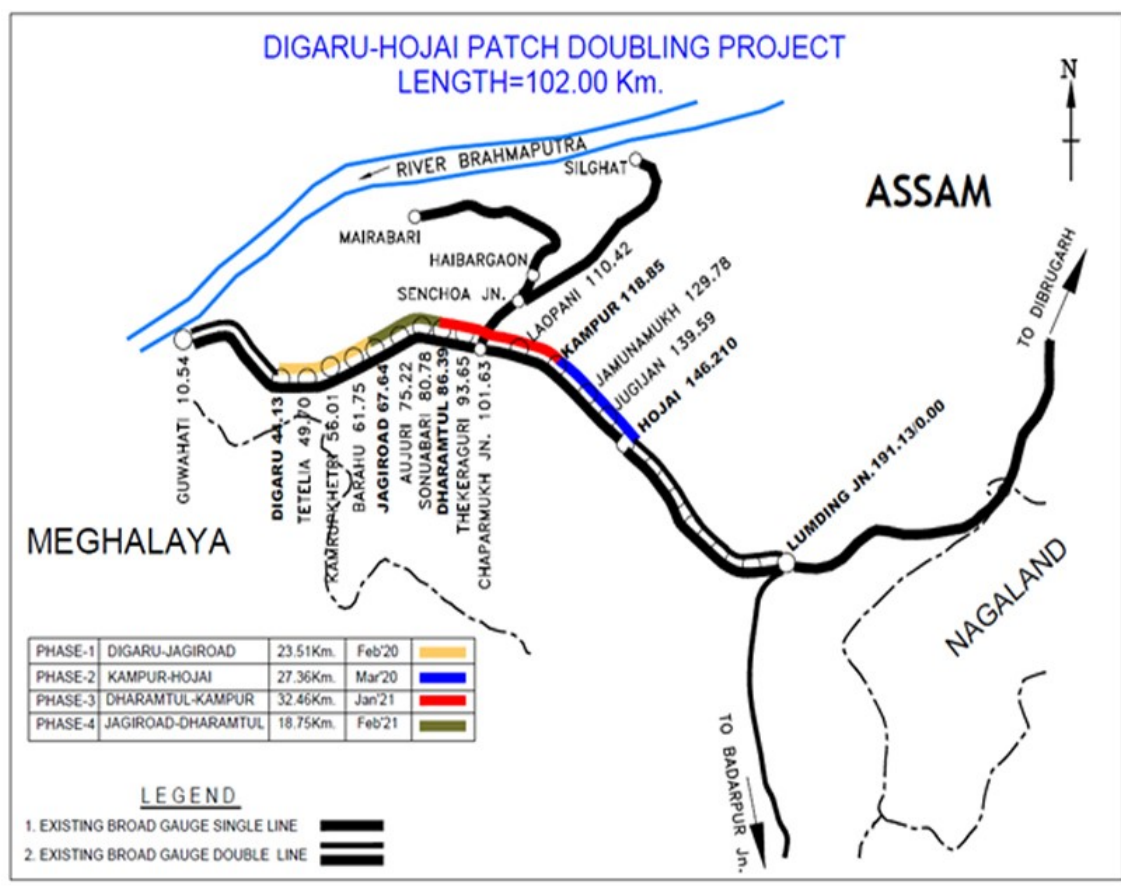 DIGARU-HOJAI PATCH DOUBLING PROJECT
LENGTH=102.00 Km.
N
RIVER BRAHMAPUTRA
SILGHAT
ASSAM
MAIRABARI
HAIBARGAON
SENCHOA JN.
LAOPANI 110.42
KAMPUR 118.85
JAMUNAMUKH 129.78
JUGIJAN 139.59
HOJAI 146.210
TO DIBRUGARH
GUWAHATI 10.54
DIGARU 44.13
TETELIA 49.70
KAMRUPKHETRI 56.01
BARAHU 61.75
JAGIROAD 67.64
AUJURI 75.22
SONUABARI 80.78
DHARAMTUL 86.39
THEKERAGURI 93.65
CHAPARMUKH JN. 101.63
LUMDING JN.191.13/0.00
MEGHALAYA
NAGALAND
PHASE-1 DIGARU-JAGIROAD 23.51Km. Feb'20
PHASE-2 KAMPUR-HOJAI 27.36Km. Mar'20
PHASE-3 DHARAMTUL-KAMPUR 32.46Km. Jan'21
PHASE-4 JAGIROAD-DHARAMTUL 18.75Km. Feb'21
TO BADARPUR Jn.
LEGEND
1. EXISTING BROAD GAUGE SINGLE LINE
2. EXISTING BROAD GAUGE DOUBLE LINE